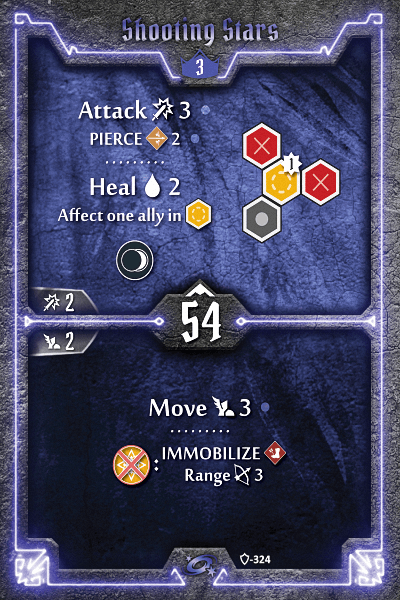 Shooting Stars
3
Attack 3
PIERCE 2
1
Heal 2
Affect one ally in
2
54
2
Move 3
: IMMOBILIZE
Range 3
-324